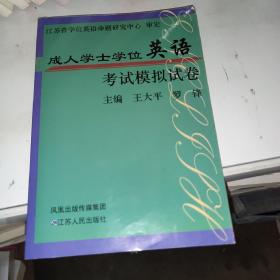 江苏省学位英语命题研究中心 审定
成人学士学位英语
考试模拟试卷
主编 王大平 罗锋
凤凰出版传媒集团
江苏人民出版社